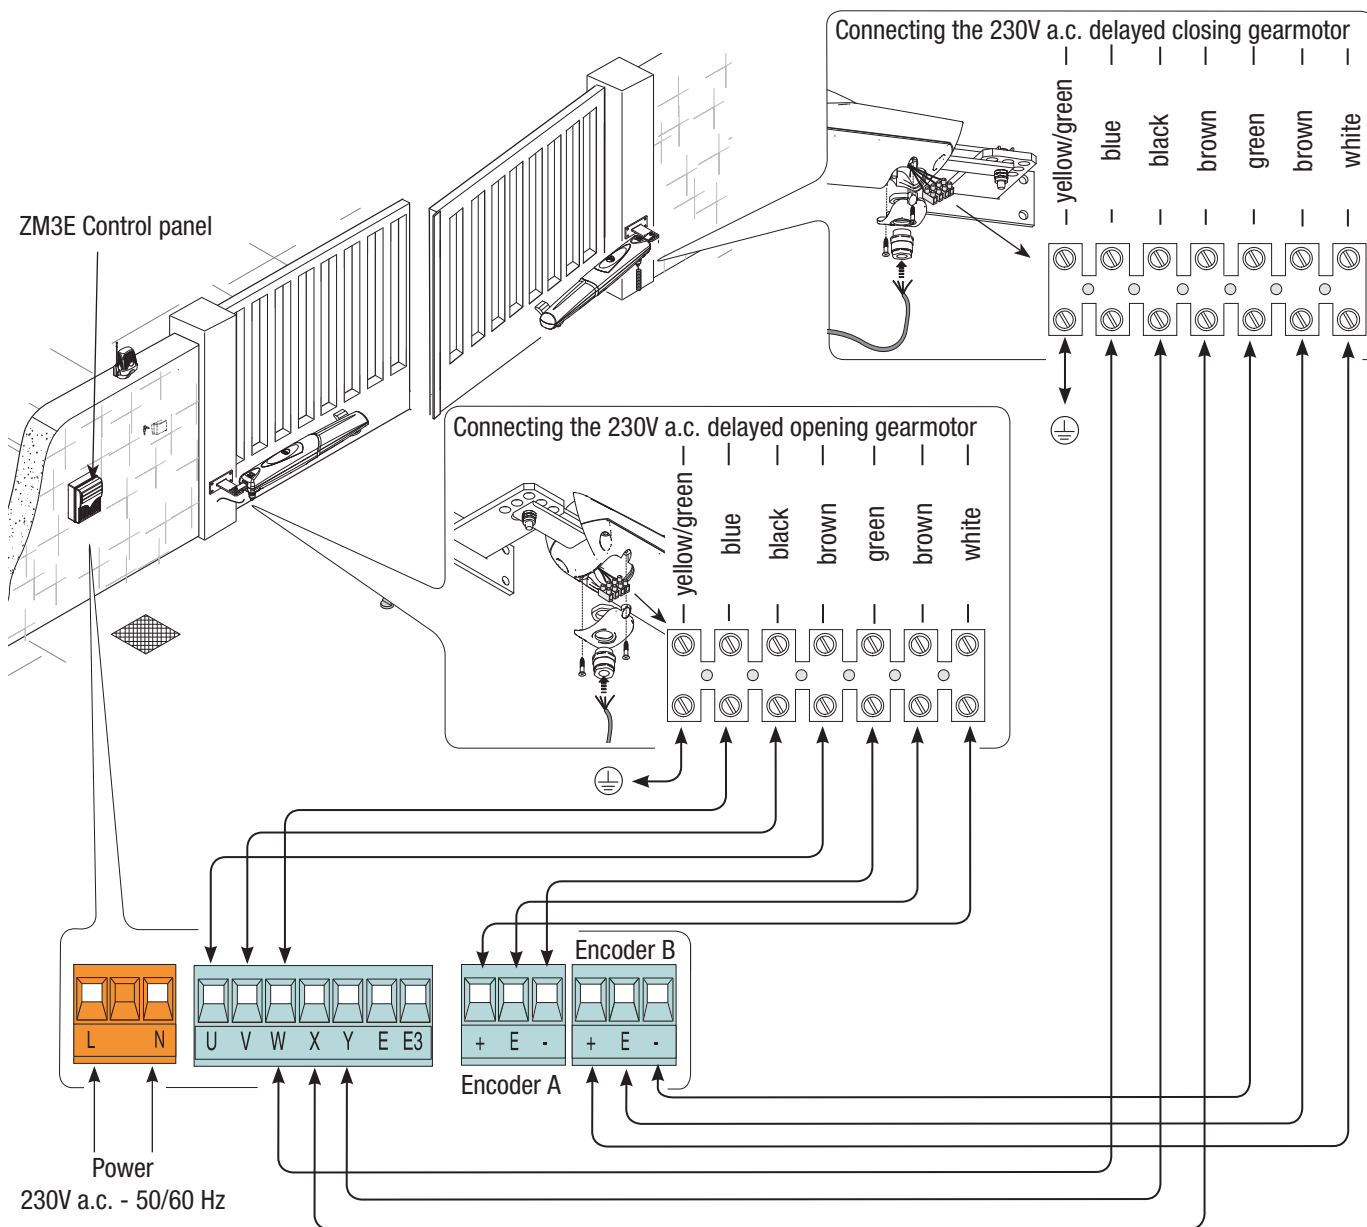 Connecting the 230V a.c. delayed closing gearmotor
yellow/green
blue
black
brown
green
brown
white
ZM3E Control panel
Connecting the 230V a.c. delayed opening gearmotor
yellow/green
blue
black
brown
green
brown
white
Encoder B
L N
U V W X Y E E3
+ E -
+ E -
Encoder A
Power
230V a.c. - 50/60 Hz